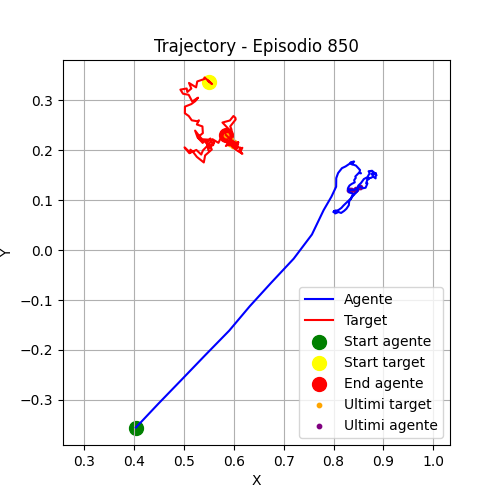 Trajectory - Episodio 850
Y
0.3
0.2
0.1
0.0
−0.1
−0.2
−0.3
Agente
Target
Start agente
Start target
End agente
Ultimi target
Ultimi agente
0.3 0.4 0.5 0.6 0.7 0.8 0.9 1.0
X